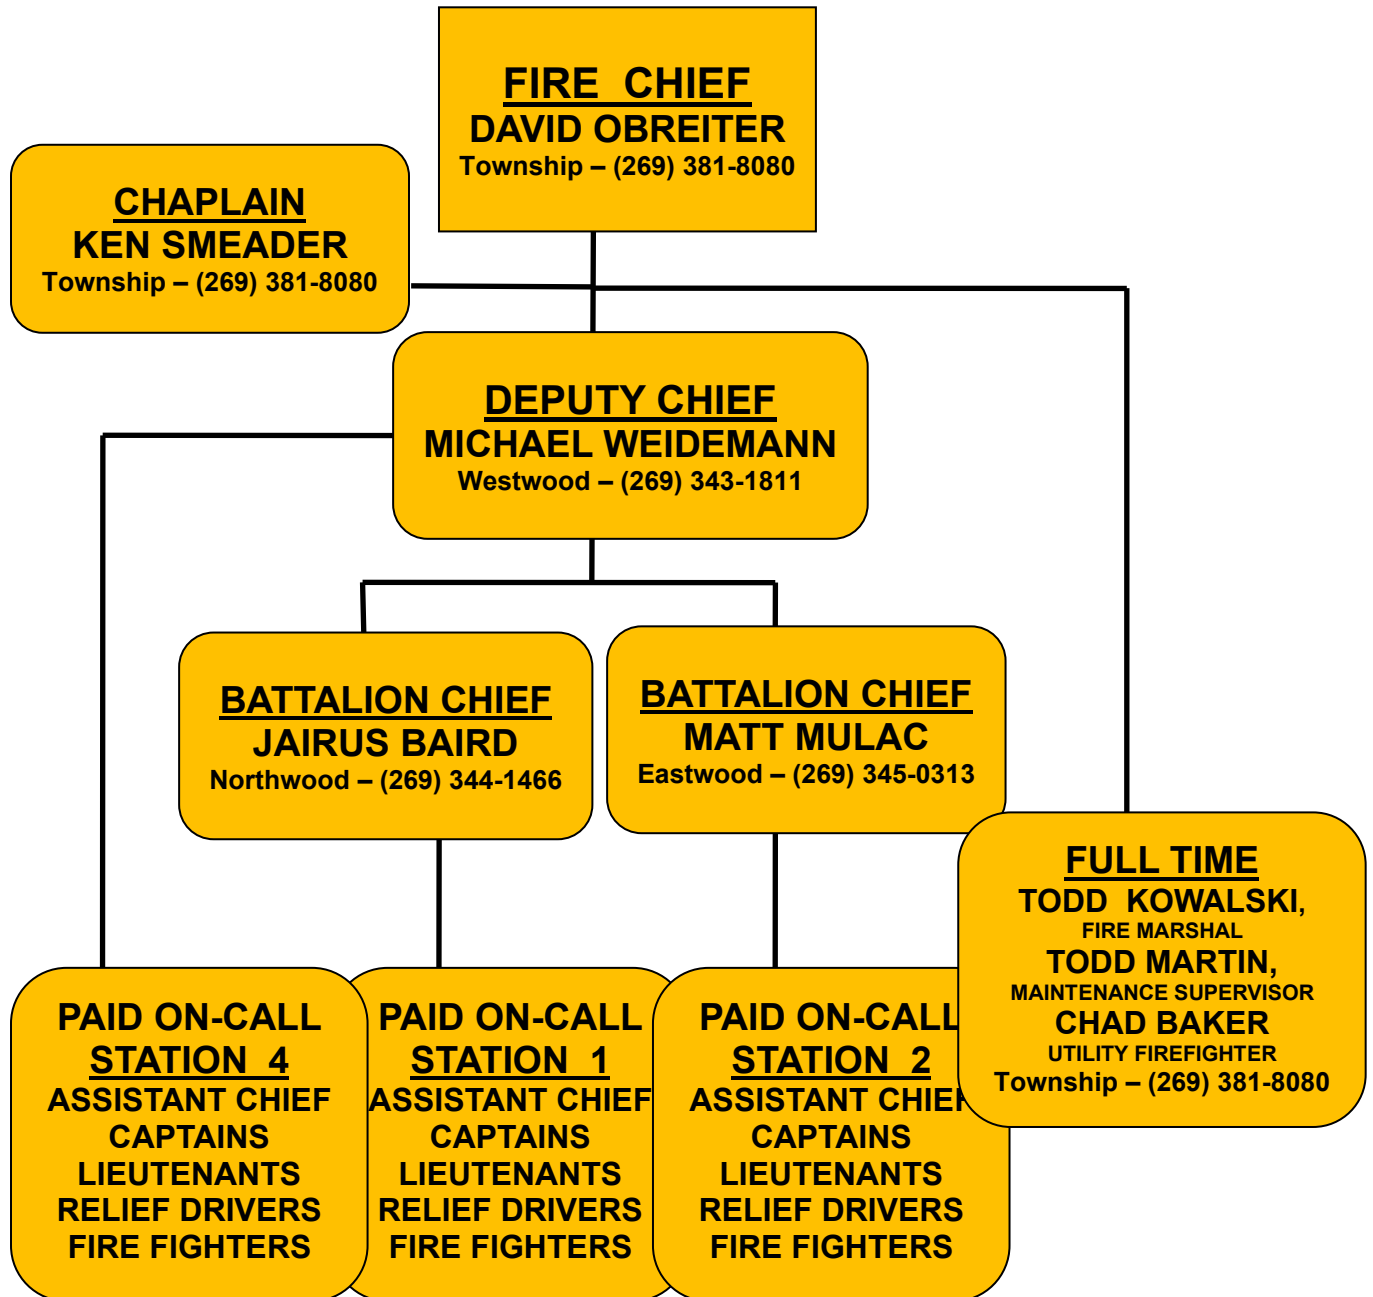 FIRE  CHIEF
DAVID OBREITER
Township – (269) 381-8080
CHAPLAIN
KEN SMEADER
Township – (269) 381-8080
DEPUTY CHIEF
MICHAEL WEIDEMANN
Westwood – (269) 343-1811
BATTALION CHIEF
JAIRUS BAIRD
Northwood – (269) 344-1466
BATTALION CHIEF
MATT MULAC
Eastwood – (269) 345-0313
FULL TIME
TODD  KOWALSKI,
FIRE MARSHAL
TODD MARTIN,
MAINTENANCE SUPERVISOR
CHAD BAKER
UTILITY FIREFIGHTER
Township – (269) 381-8080
PAID ON-CALL
STATION  4
ASSISTANT CHIEF
CAPTAINS
LIEUTENANTS
RELIEF DRIVERS
FIRE FIGHTERS
PAID ON-CALL
STATION  1
ASSISTANT CHIEF
CAPTAINS
LIEUTENANTS
RELIEF DRIVERS
FIRE FIGHTERS
PAID ON-CALL
STATION  2
ASSISTANT CHIEF
CAPTAINS
LIEUTENANTS
RELIEF DRIVERS
FIRE FIGHTERS